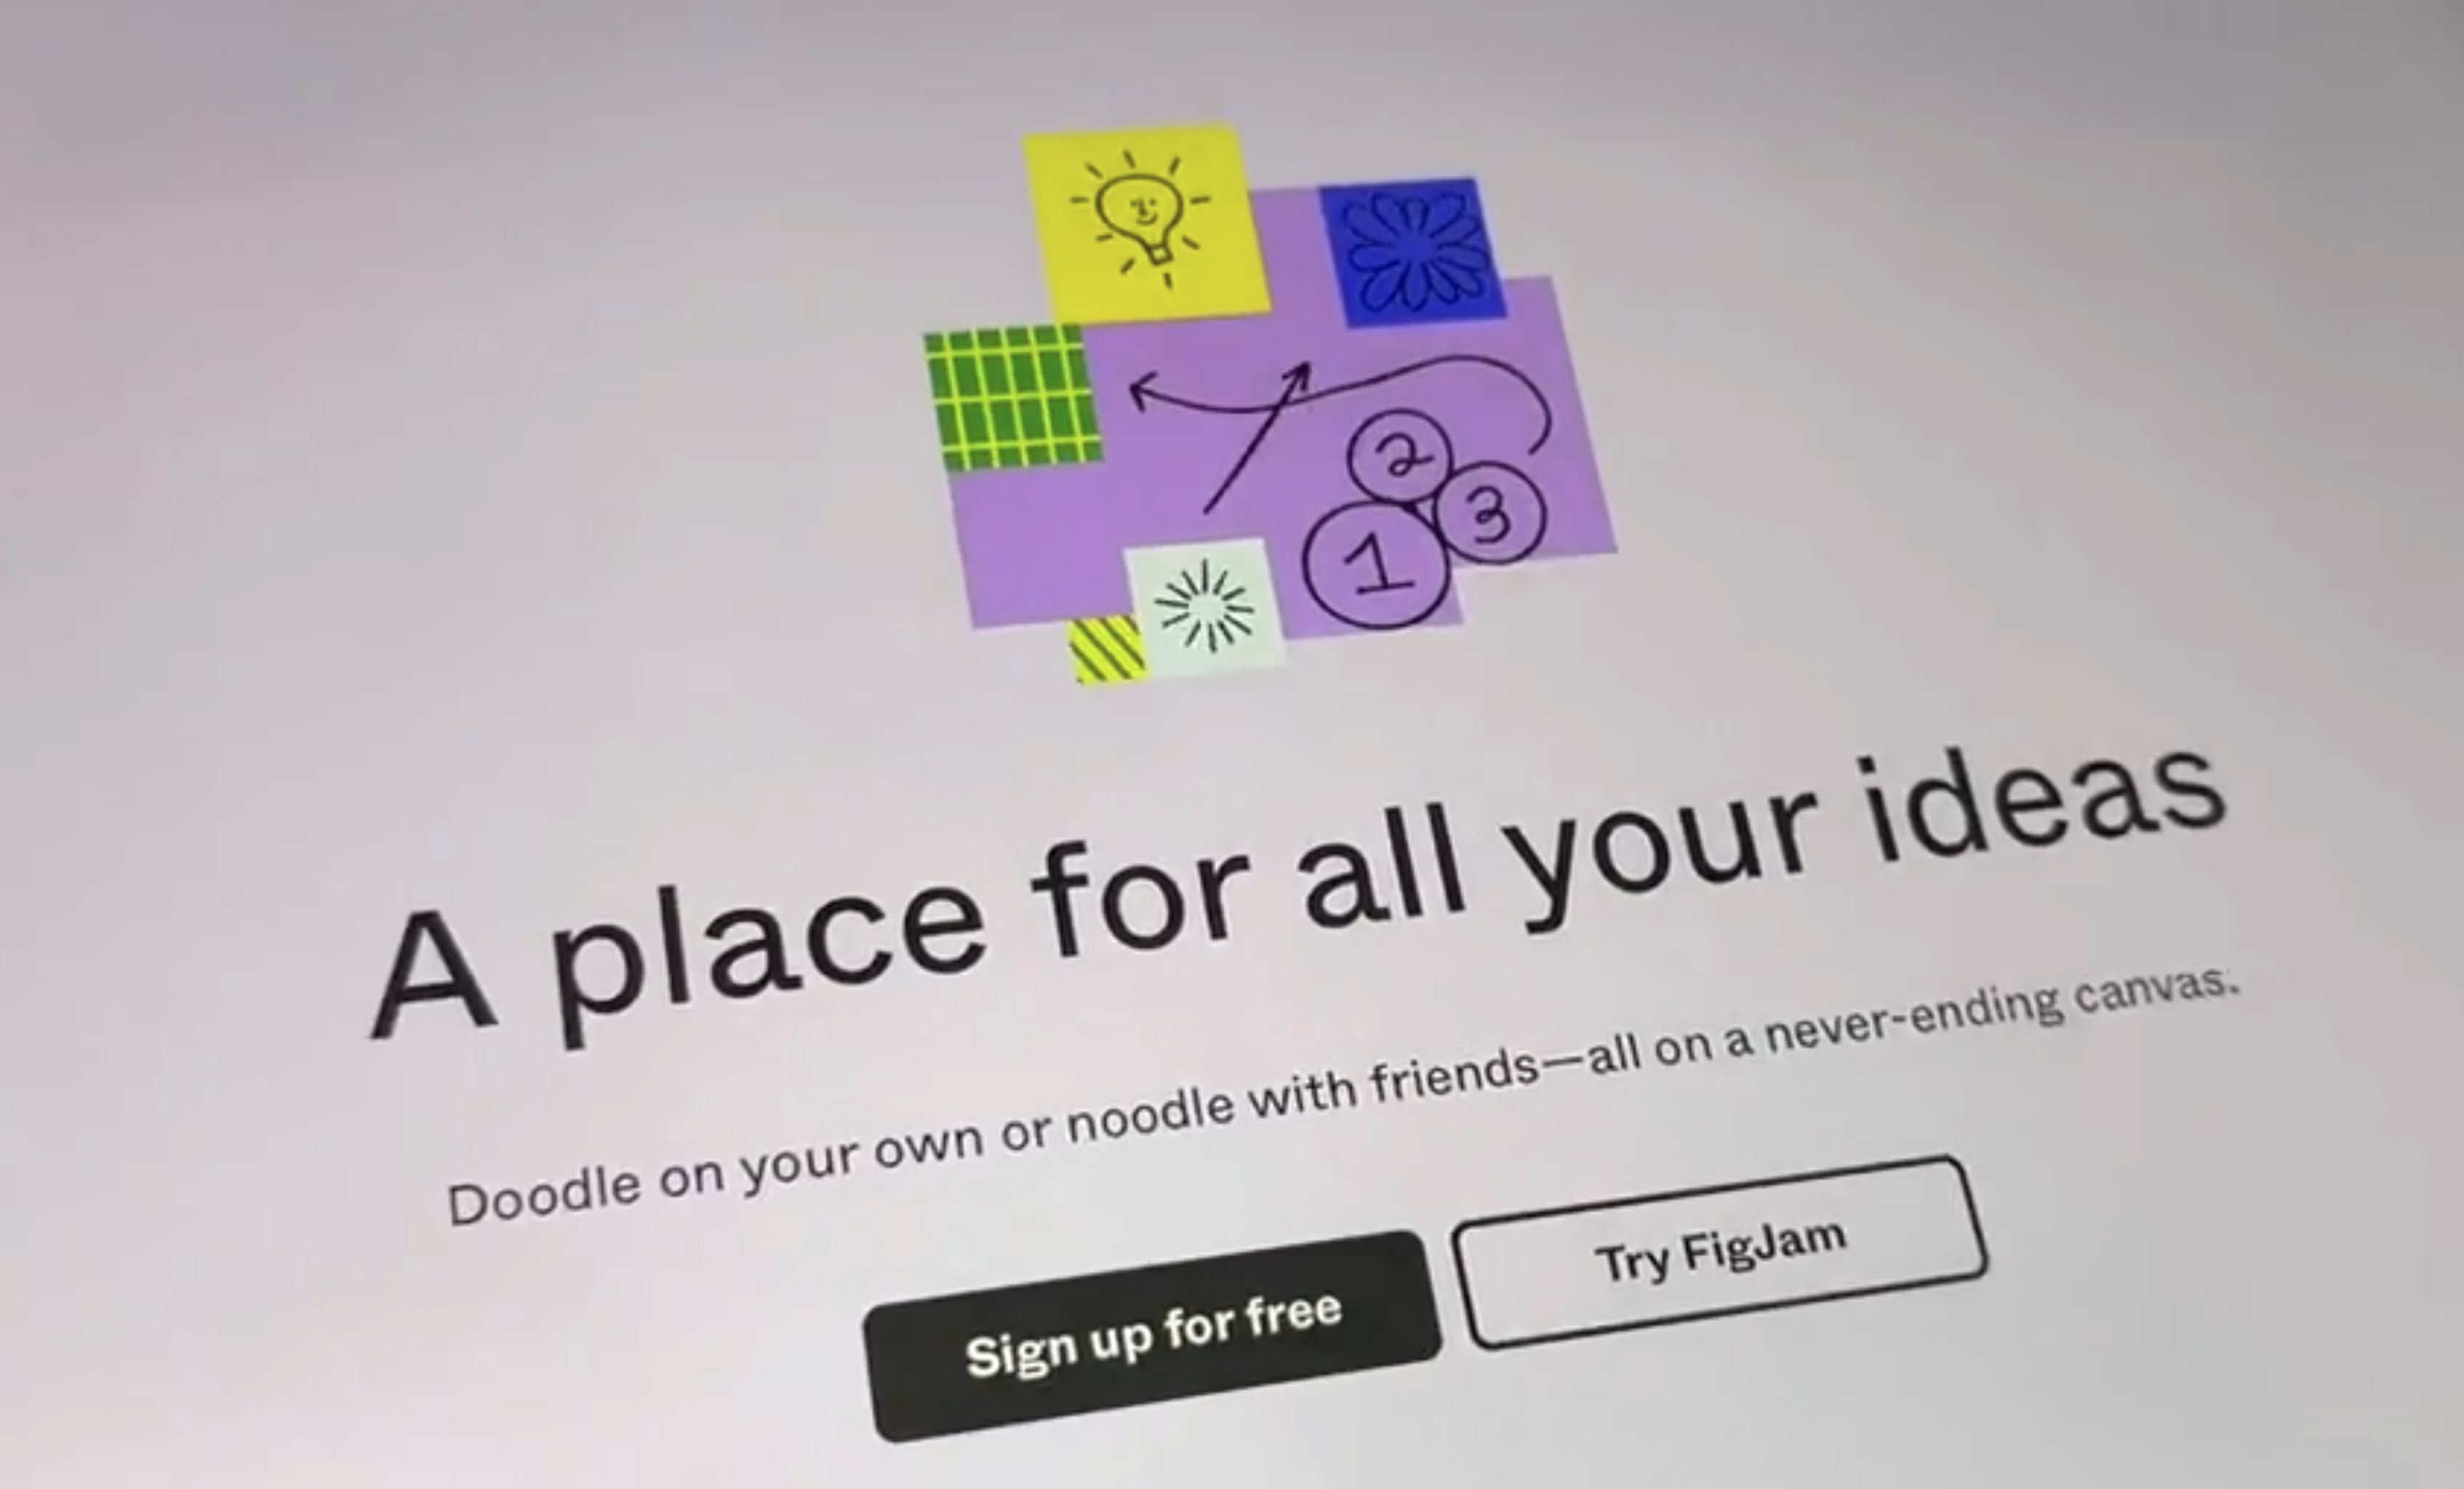 2
3
1
A place for all your ideas
Doodle on your own or noodle with friends—all on a never-ending canvas.
Sign up for free
Try FigJam